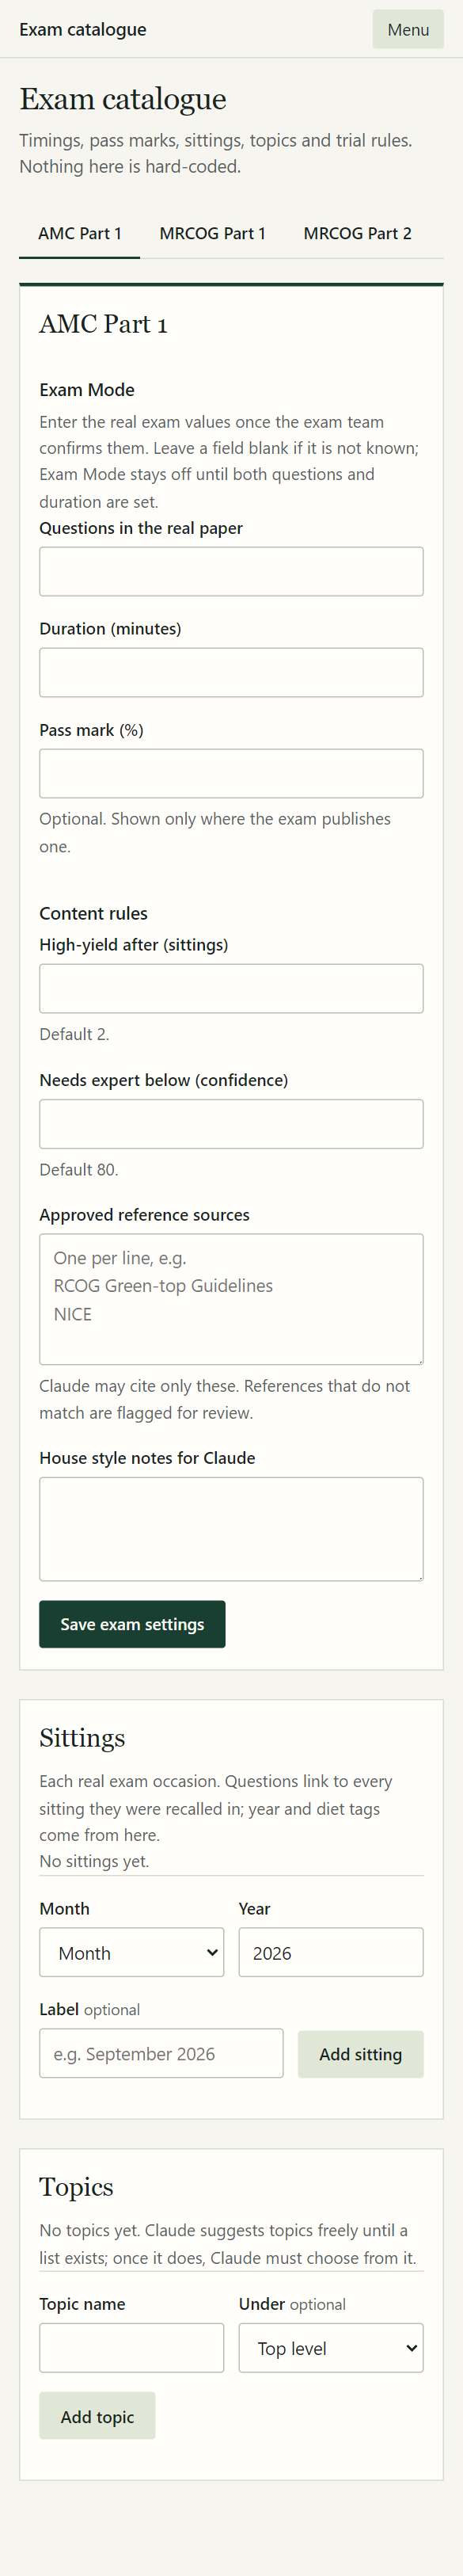 Exam catalogue
Menu
Exam catalogue
Timings, pass marks, sittings, topics and trial rules.
Nothing here is hard-coded.
AMC Part 1
MRCOG Part 1
MRCOG Part 2
AMC Part 1
Exam Mode
Enter the real exam values once the exam team
confirms them. Leave a field blank if it is not known;
Exam Mode stays off until both questions and
duration are set.
Questions in the real paper
Duration (minutes)
Pass mark (%)
Optional. Shown only where the exam publishes
one.
Content rules
High-yield after (sittings)
Default 2.
Needs expert below (confidence)
Default 80.
Approved reference sources
One per line, e.g.
RCOG Green-top Guidelines
NICE
Claude may cite only these. References that do not
match are flagged for review.
House style notes for Claude
Save exam settings
Sittings
Each real exam occasion. Questions link to every
sitting they were recalled in; year and diet tags
come from here.
No sittings yet.
Month
Year
Month
2026
Label optional
e.g. September 2026
Add sitting
Topics
No topics yet. Claude suggests topics freely until a
list exists; once it does, Claude must choose from it.
Topic name
Under optional
Top level
Add topic